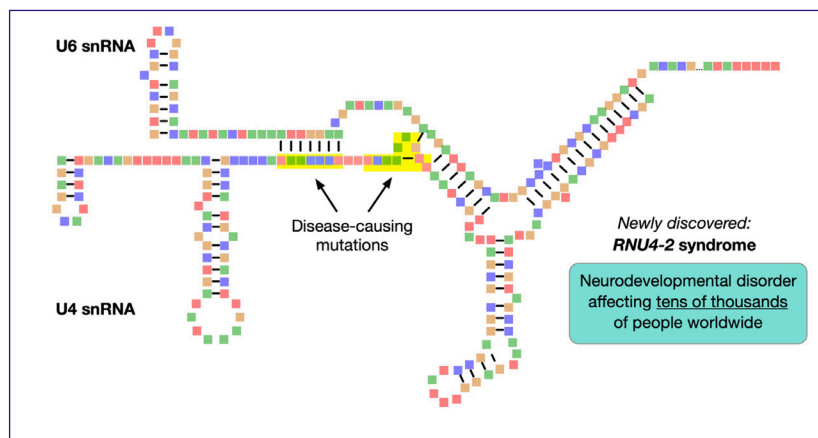 U6 snRNA
Disease-causing
mutations
U4 snRNA
Newly discovered:
RNU4-2 syndrome
Neurodevelopmental disorder
affecting tens of thousands
of people worldwide